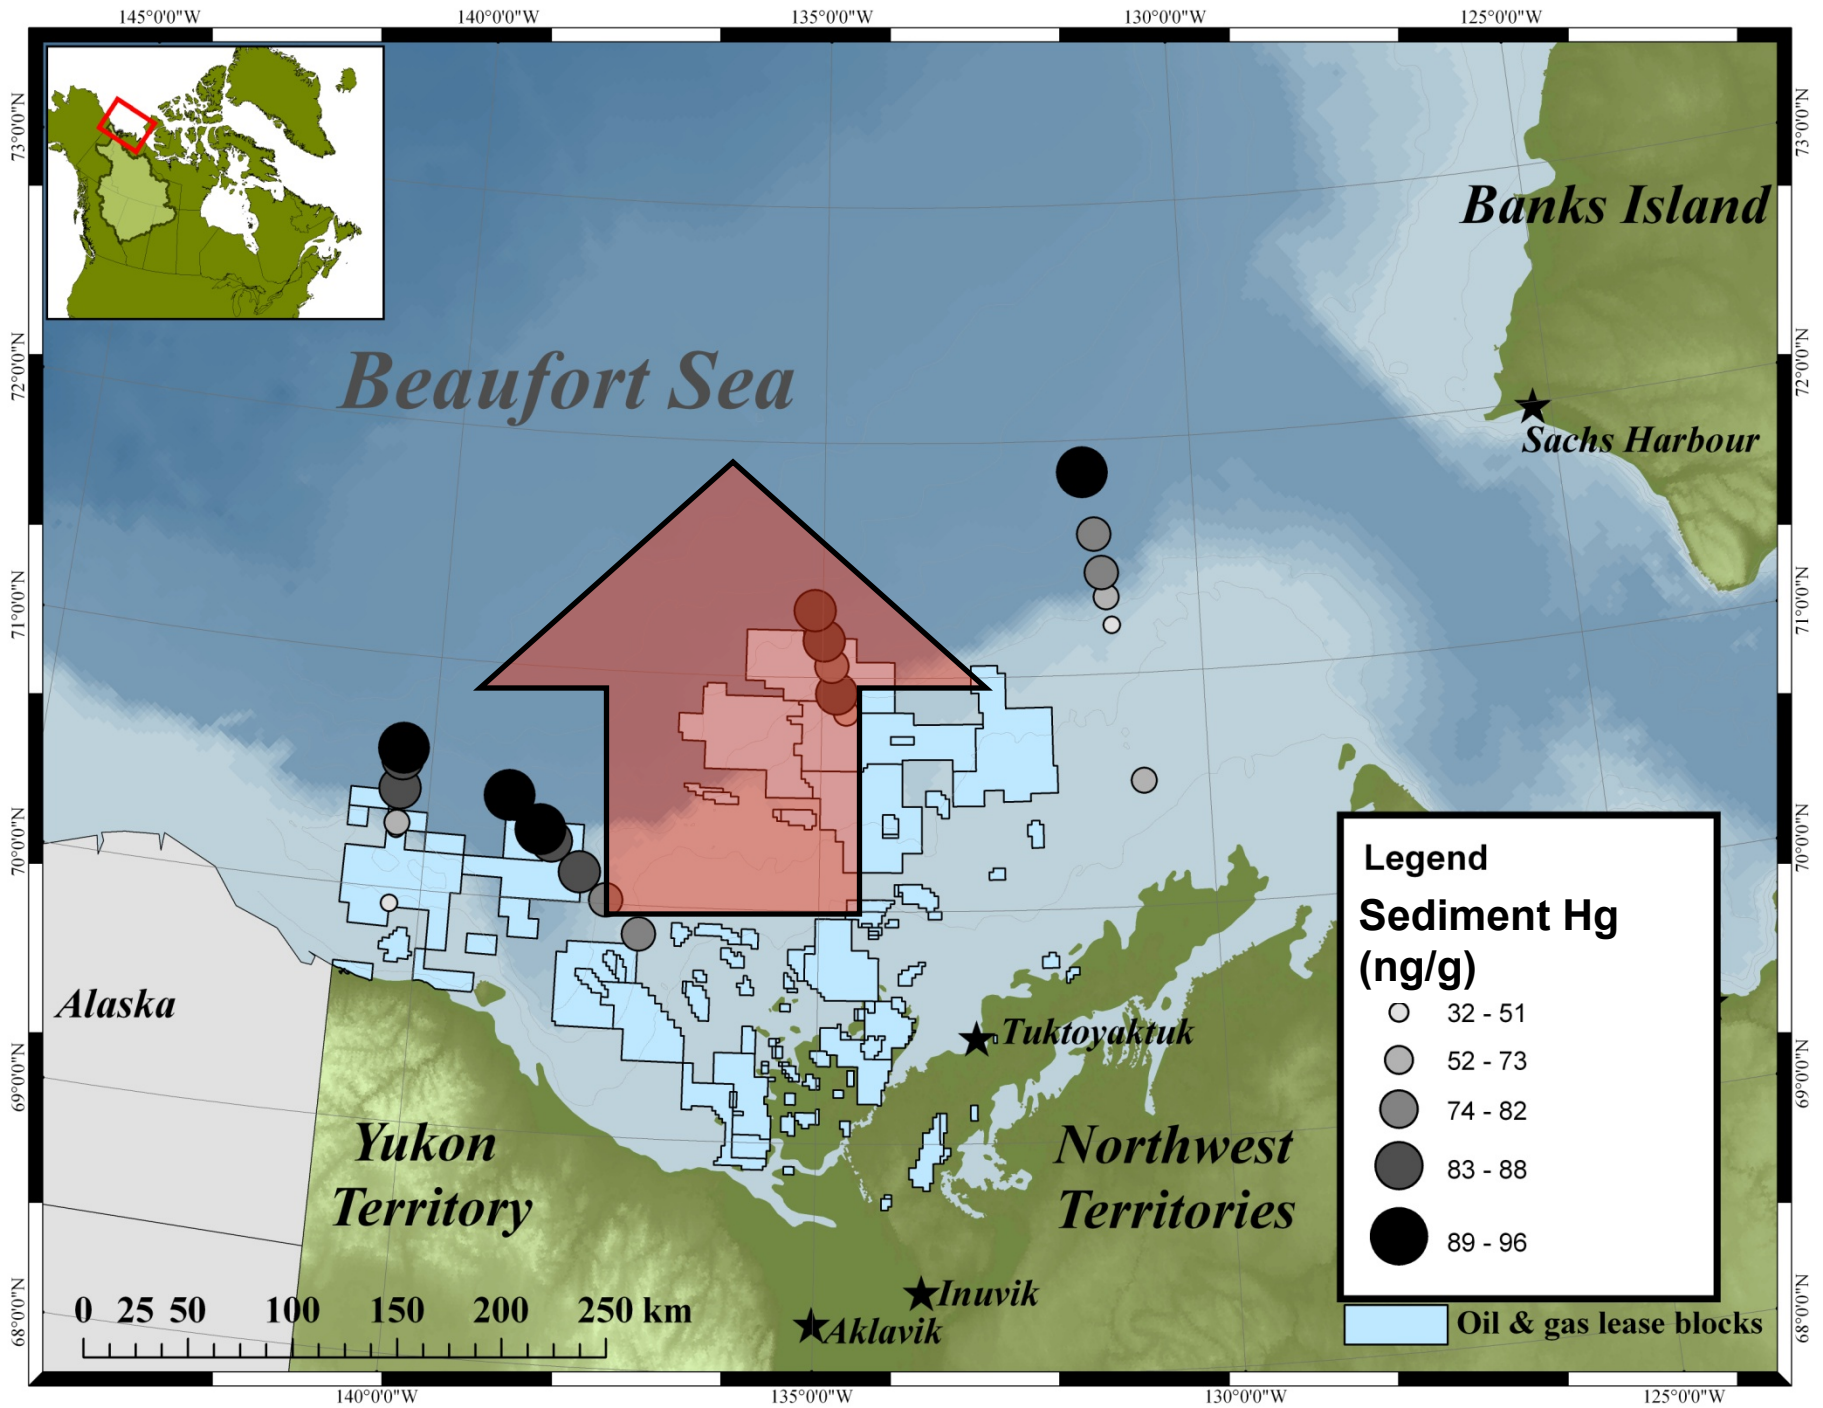 145°0'0"W 140°0'0"W 135°0'0"W 130°0'0"W 125°0'0"W
73°0'0"N
73°0'0"N
Banks Island
72°0'0"N
72°0'0"N
Beaufort Sea
Sachs Harbour
71°0'0"N
71°0'0"N
70°0'0"N
70°0'0"N
Legend
Sediment Hg
(ng/g)
32 - 51
52 - 73
74 - 82
83 - 88
89 - 96
Oil & gas lease blocks
Alaska
Tuktoyaktuk
69°0'0"N
69°0'0"N
Yukon
Territory
Northwest
Territories
Inuvik
Aklavik
68°0'0"N
68°0'0"N
0 25 50 100 150 200 250 km
140°0'0"W 135°0'0"W 130°0'0"W 125°0'0"W